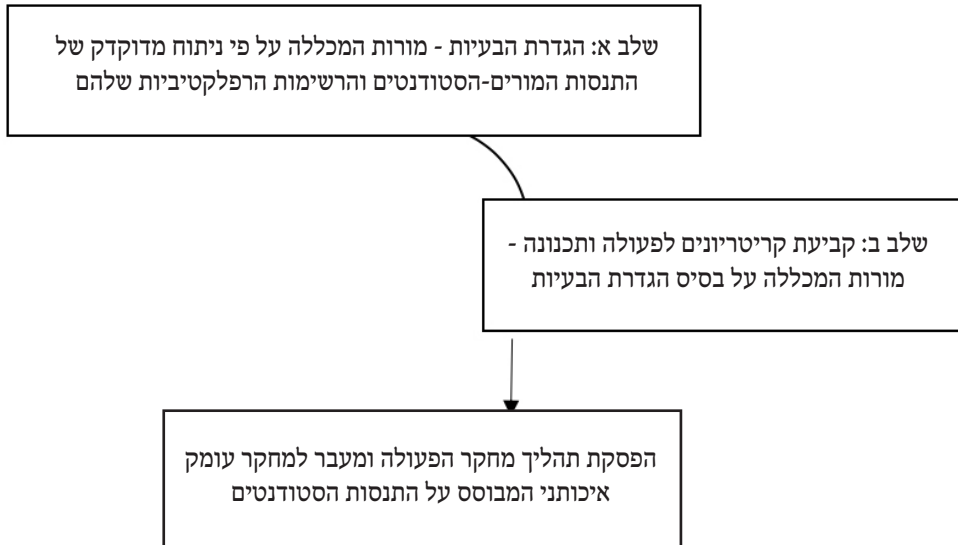 שלב א: הגדרת הבעיות - מורות המכללה על פי ניתוח מדוקדק של
התנסות המורים-הסטודנטים והרשימות הרפלקטיביות שלהם
שלב ב: קביעת קריטריונים לפעולה ותכנונה -
מורות המכללה על בסיס הגדרת הבעיות
הפסקת תהליך מחקר הפעולה ומעבר למחקר עומק
איכותני המבוסס על התנסות הסטודנטים